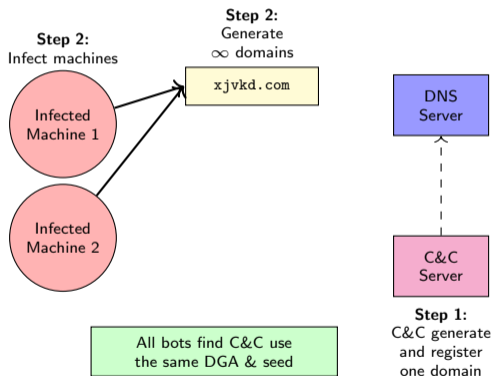 Step 2:
Infect machines
Infected
Machine 1
Infected
Machine 2
Step 2:
Generate
∞ domains
xjvkd.com
DNS
Server
C&C
Server
Step 1:
C&C generate
and register
one domain
All bots find C&C use
the same DGA & seed